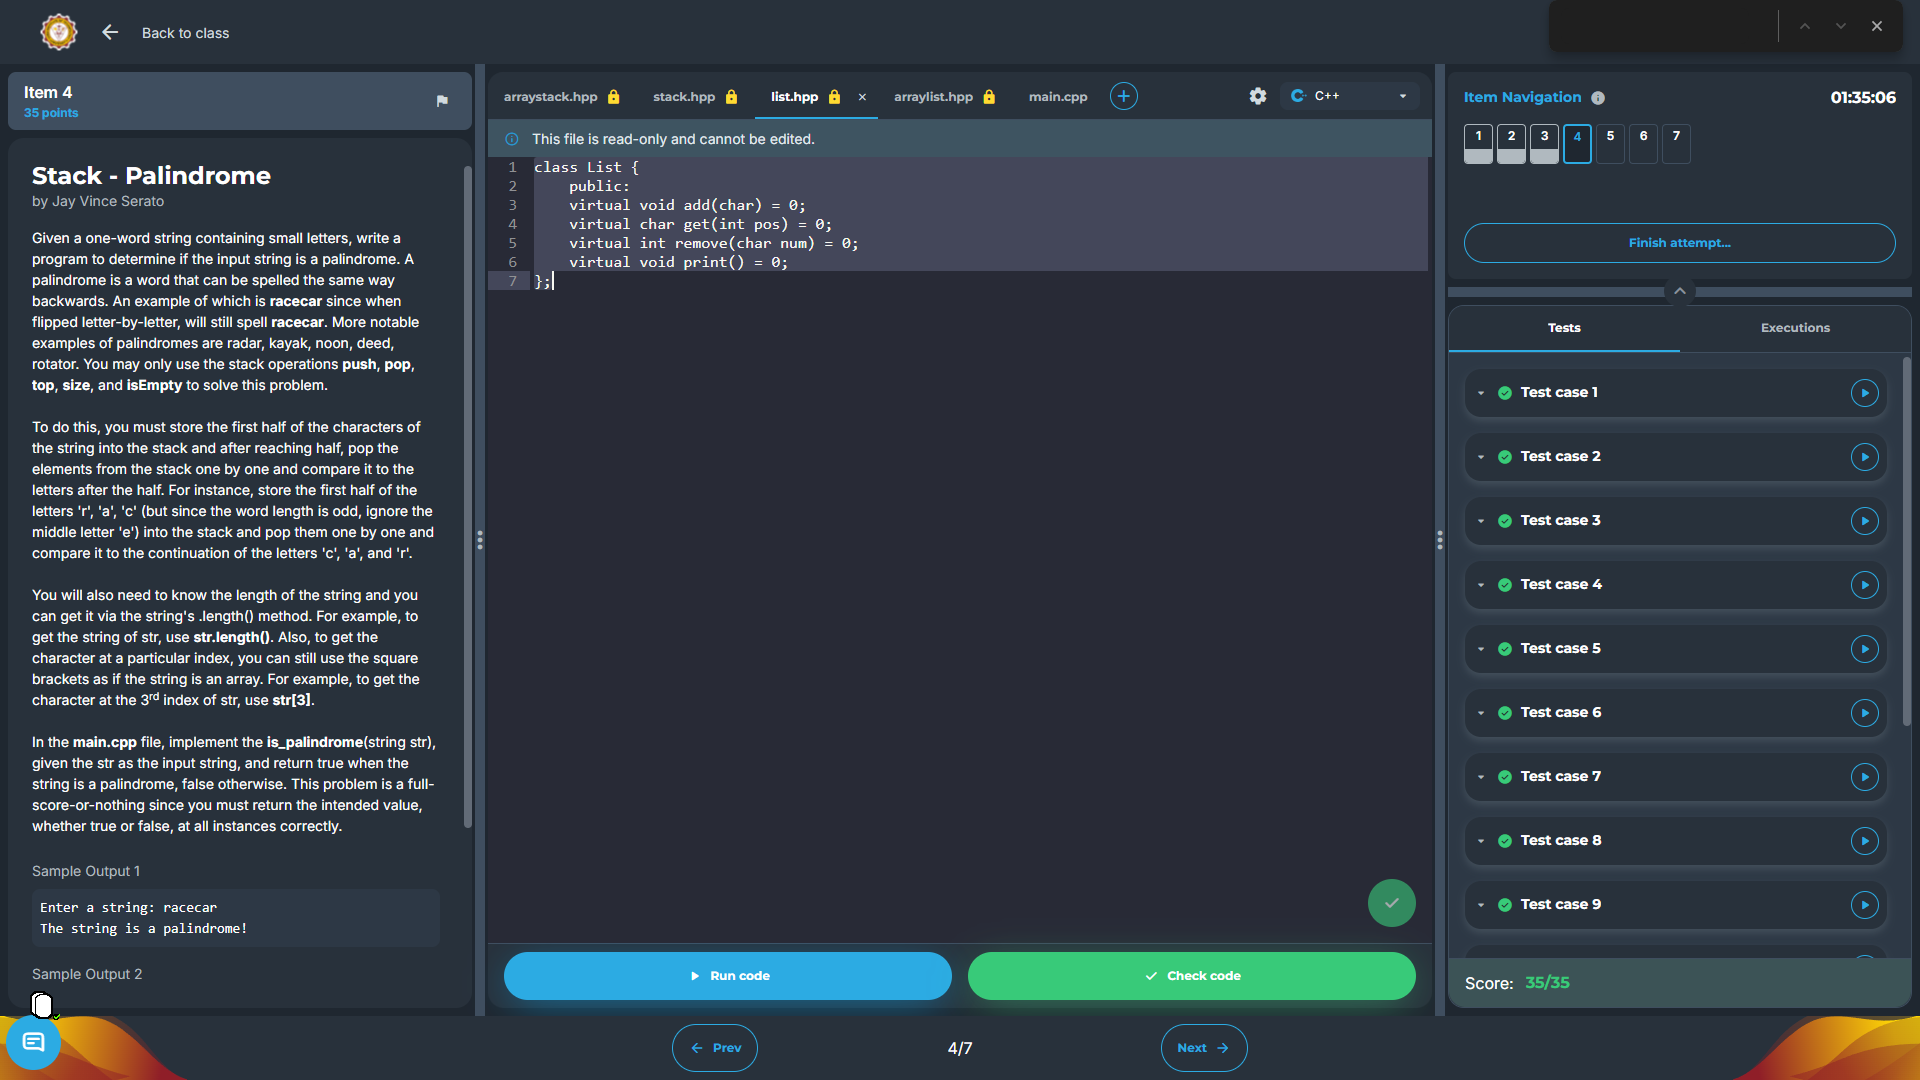 Back to class
Item 4
35 points
Stack - Palindrome
by Jay Vince Serato
Given a one-word string containing small letters, write a
program to determine if the input string is a palindrome. A
palindrome is a word that can be spelled the same way
backwards. An example of which is racecar since when
flipped letter-by-letter, will still spell racecar. More notable
examples of palindromes are radar, kayak, noon, deed,
rotator. You may only use the stack operations push, pop,
top, size, and isEmpty to solve this problem.
To do this, you must store the first half of the characters of
the string into the stack and after reaching half, pop the
elements from the stack one by one and compare it to the
letters after the half. For instance, store the first half of the
letters 'r', 'a', 'c' (but since the word length is odd, ignore the
middle letter 'e') into the stack and pop them one by one and
compare it to the continuation of the letters 'c', 'a', and 'r'.
You will also need to know the length of the string and you
can get it via the string's .length() method. For example, to
get the string of str, use str.length(). Also, to get the
character at a particular index, you can still use the square
brackets as if the string is an array. For example, to get the
character at the 3rd index of str, use str[3].
In the main.cpp file, implement the is_palindrome(string str),
given the str as the input string, and return true when the
string is a palindrome, false otherwise. This problem is a full-
score-or-nothing since you must return the intended value,
whether true or false, at all instances correctly.
Sample Output 1
Enter a string: racecar
The string is a palindrome!
Sample Output 2
arraystack.hpp
stack.hpp
list.hpp
arraylist.hpp
main.cpp
C++
This file is read-only and cannot be edited.
1 class List {
2 public:
3 virtual void add(char) = 0;
4 virtual char get(int pos) = 0;
5 virtual int remove(char num) = 0;
6 virtual void print() = 0;
7 };
Run code
Check code
Prev
4/7
Next
Item Navigation
01:35:06
1 2 3 4 5 6 7
Finish attempt...
Tests
Executions
Test case 1
Test case 2
Test case 3
Test case 4
Test case 5
Test case 6
Test case 7
Test case 8
Test case 9
Score: 35/35